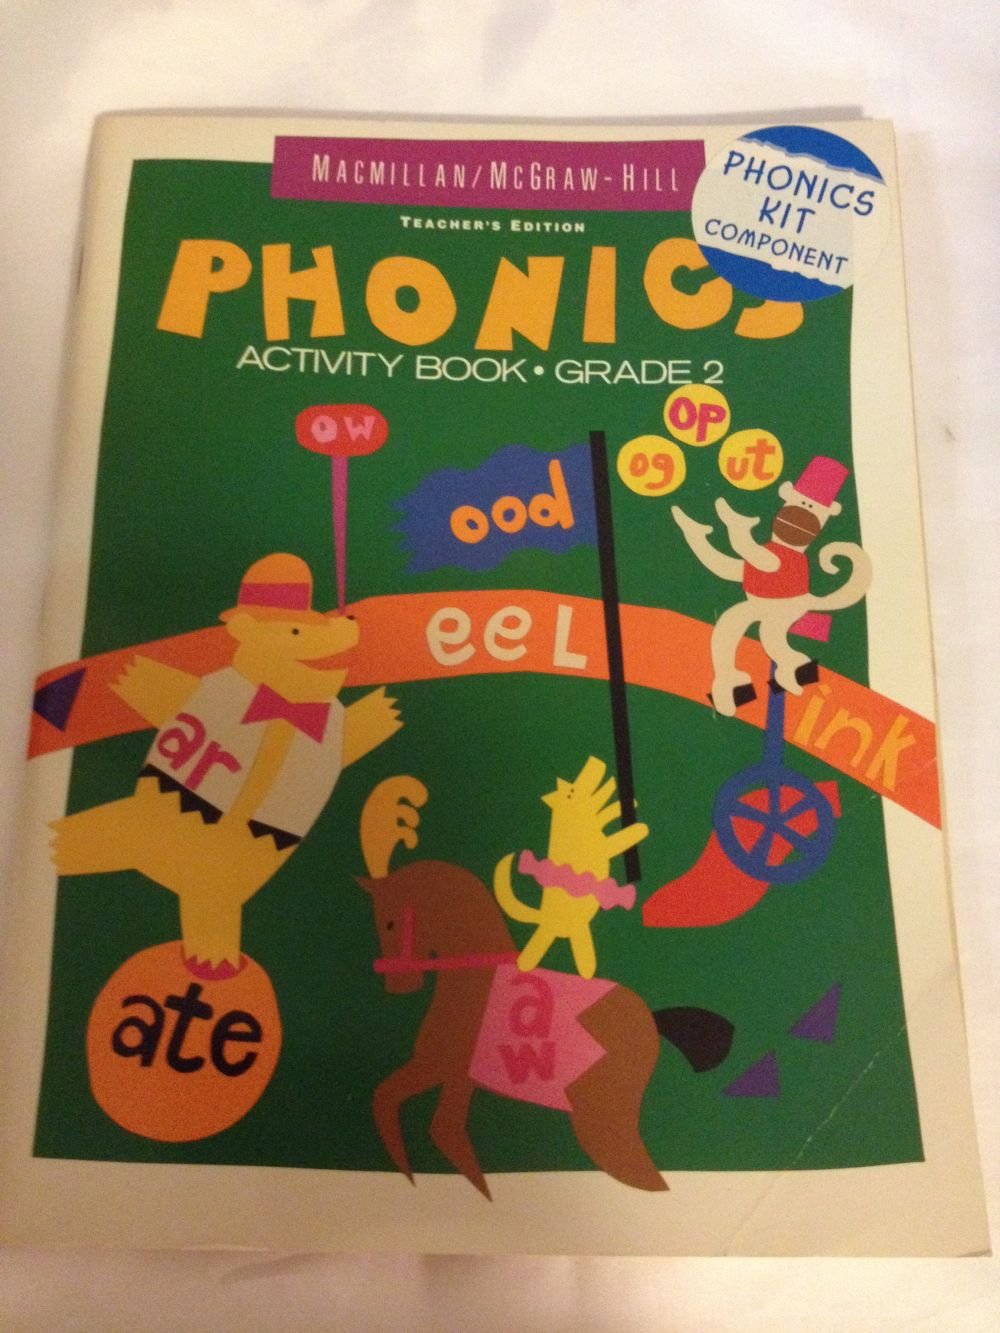 MACMILLAN/MCGRAW-HILL
PHONICS
KIT
COMPONENT
TEACHER'S EDITION
PHONICS
ACTIVITY BOOK • GRADE 2
ow
op
og
ut
ood
eel
ink
ar
ate
a
w